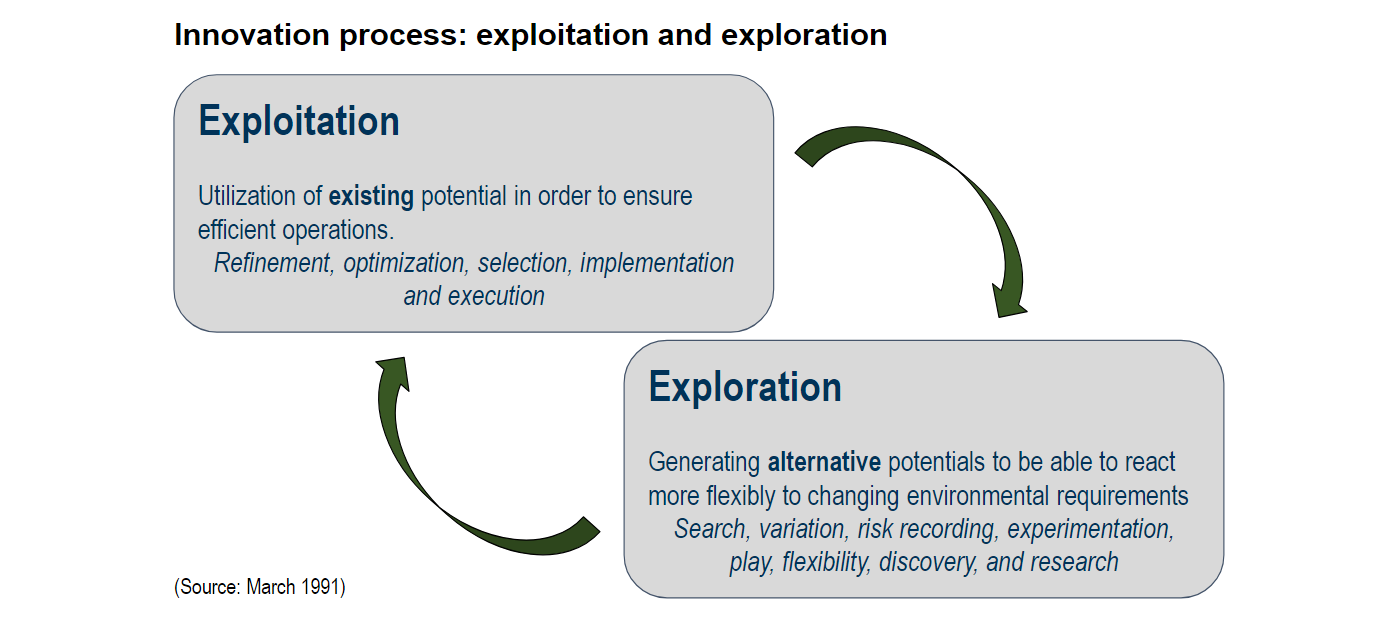 Innovation process: exploitation and exploration
Exploitation
Utilization of existing potential in order to ensure
efficient operations.
Refinement, optimization, selection, implementation
and execution
Exploration
Generating alternative potentials to be able to react
more flexibly to changing environmental requirements
Search, variation, risk recording, experimentation,
play, flexibility, discovery, and research
(Source: March 1991)